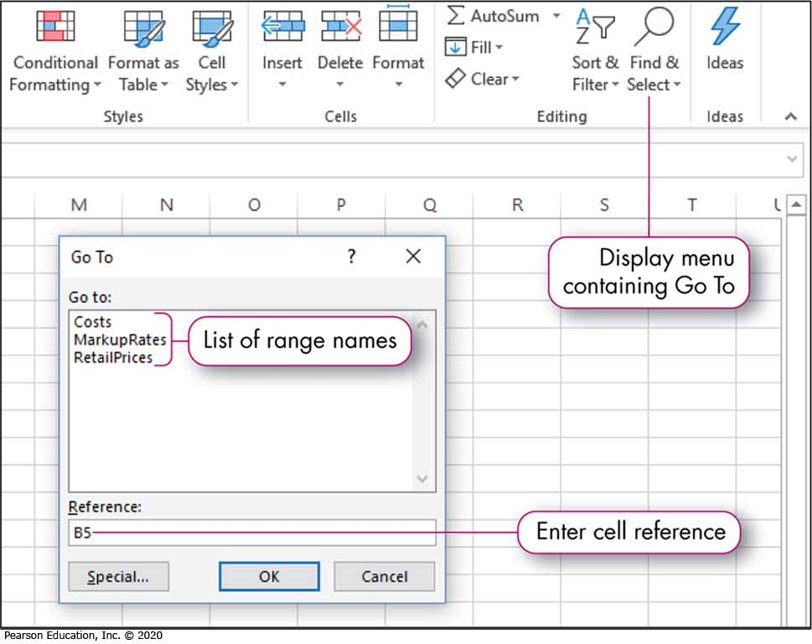 AutoSum
Fill
Clear
Conditional Formatting
Format as Table
Cell Styles
Insert
Delete
Format
A
Z
Sort & Filter
Find & Select
Ideas
Styles
Cells
Editing
Ideas
M N O P Q R S T U
Go To ? ×
Go to:
Costs
MarkupRates
RetailPrices
List of range names
Display menu
containing Go To
Reference:
B5
Enter cell reference
Special...
OK
Cancel
Pearson Education, Inc. © 2020